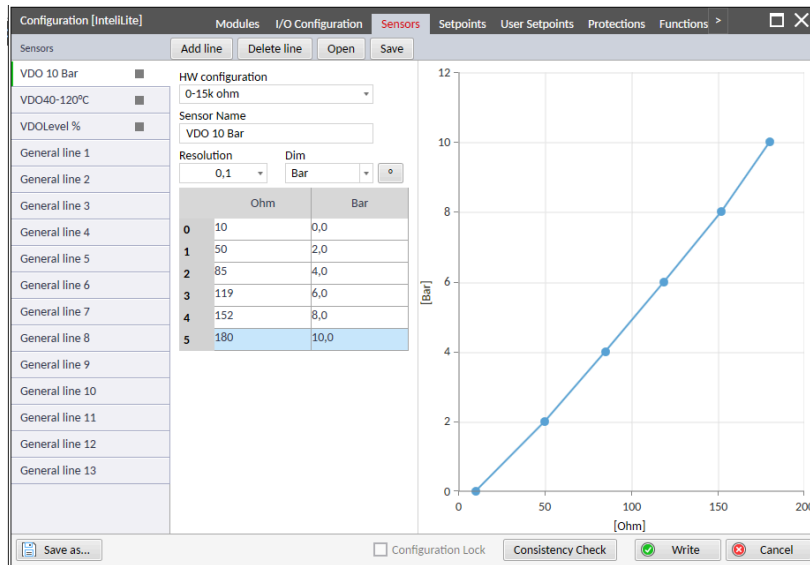 Configuration [InteliLite]
Modules I/O Configuration Sensors Setpoints User Setpoints Protections Functions >
Sensors
Add line Delete line Open Save
VDO 10 Bar
VDO40-120°C
VDOLevel %
General line 1
General line 2
General line 3
General line 4
General line 5
General line 6
General line 7
General line 8
General line 9
General line 10
General line 11
General line 12
General line 13
HW configuration
0-15k ohm
Sensor Name
VDO 10 Bar
Resolution Dim
0,1 Bar °
Ohm Bar
0 10 0,0
1 50 2,0
2 85 4,0
3 119 6,0
4 152 8,0
5 180 10,0
12
10
8
6
4
2
0
[Bar]
0 50 100 150 200
[Ohm]
Save as... Configuration Lock Consistency Check Write Cancel